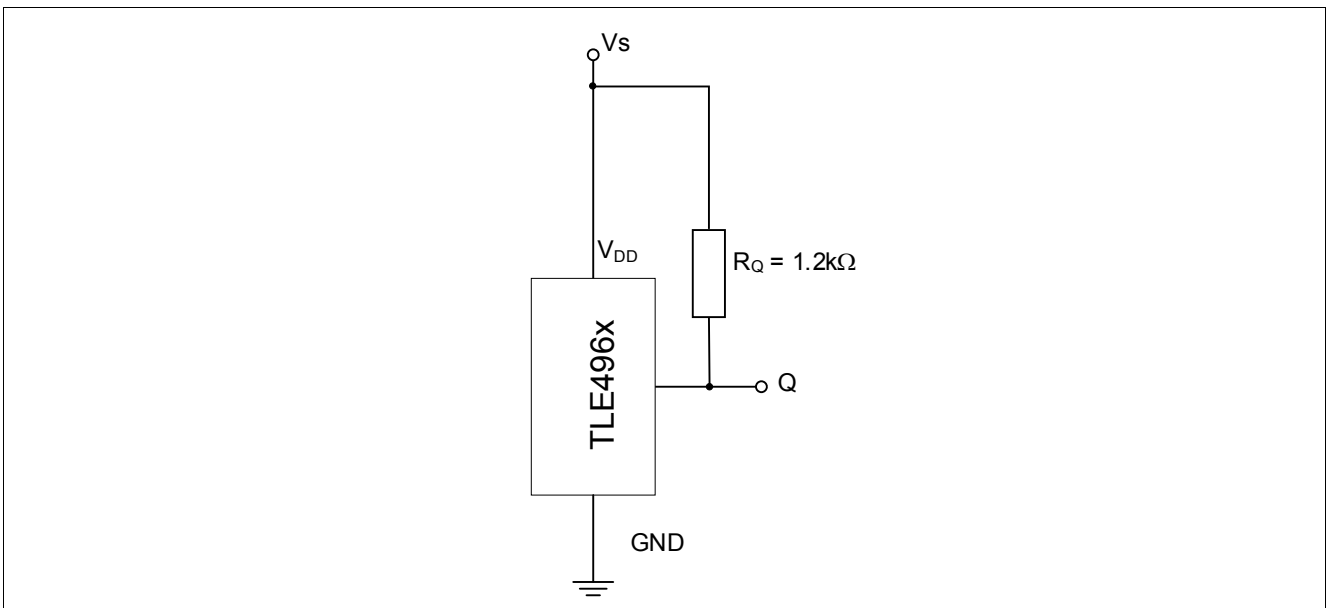 Vs
VDD
RQ = 1.2kΩ
TLE496x
Q
GND